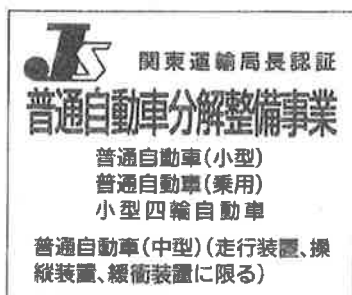 JS 関東運輸局長認証
普通自動車分解整備事業
普通自動車(小型)
普通自動車(乗用)
小型四輪自動車
普通自動車(中型)(走行装置、操
縦装置、緩衝装置に限る)